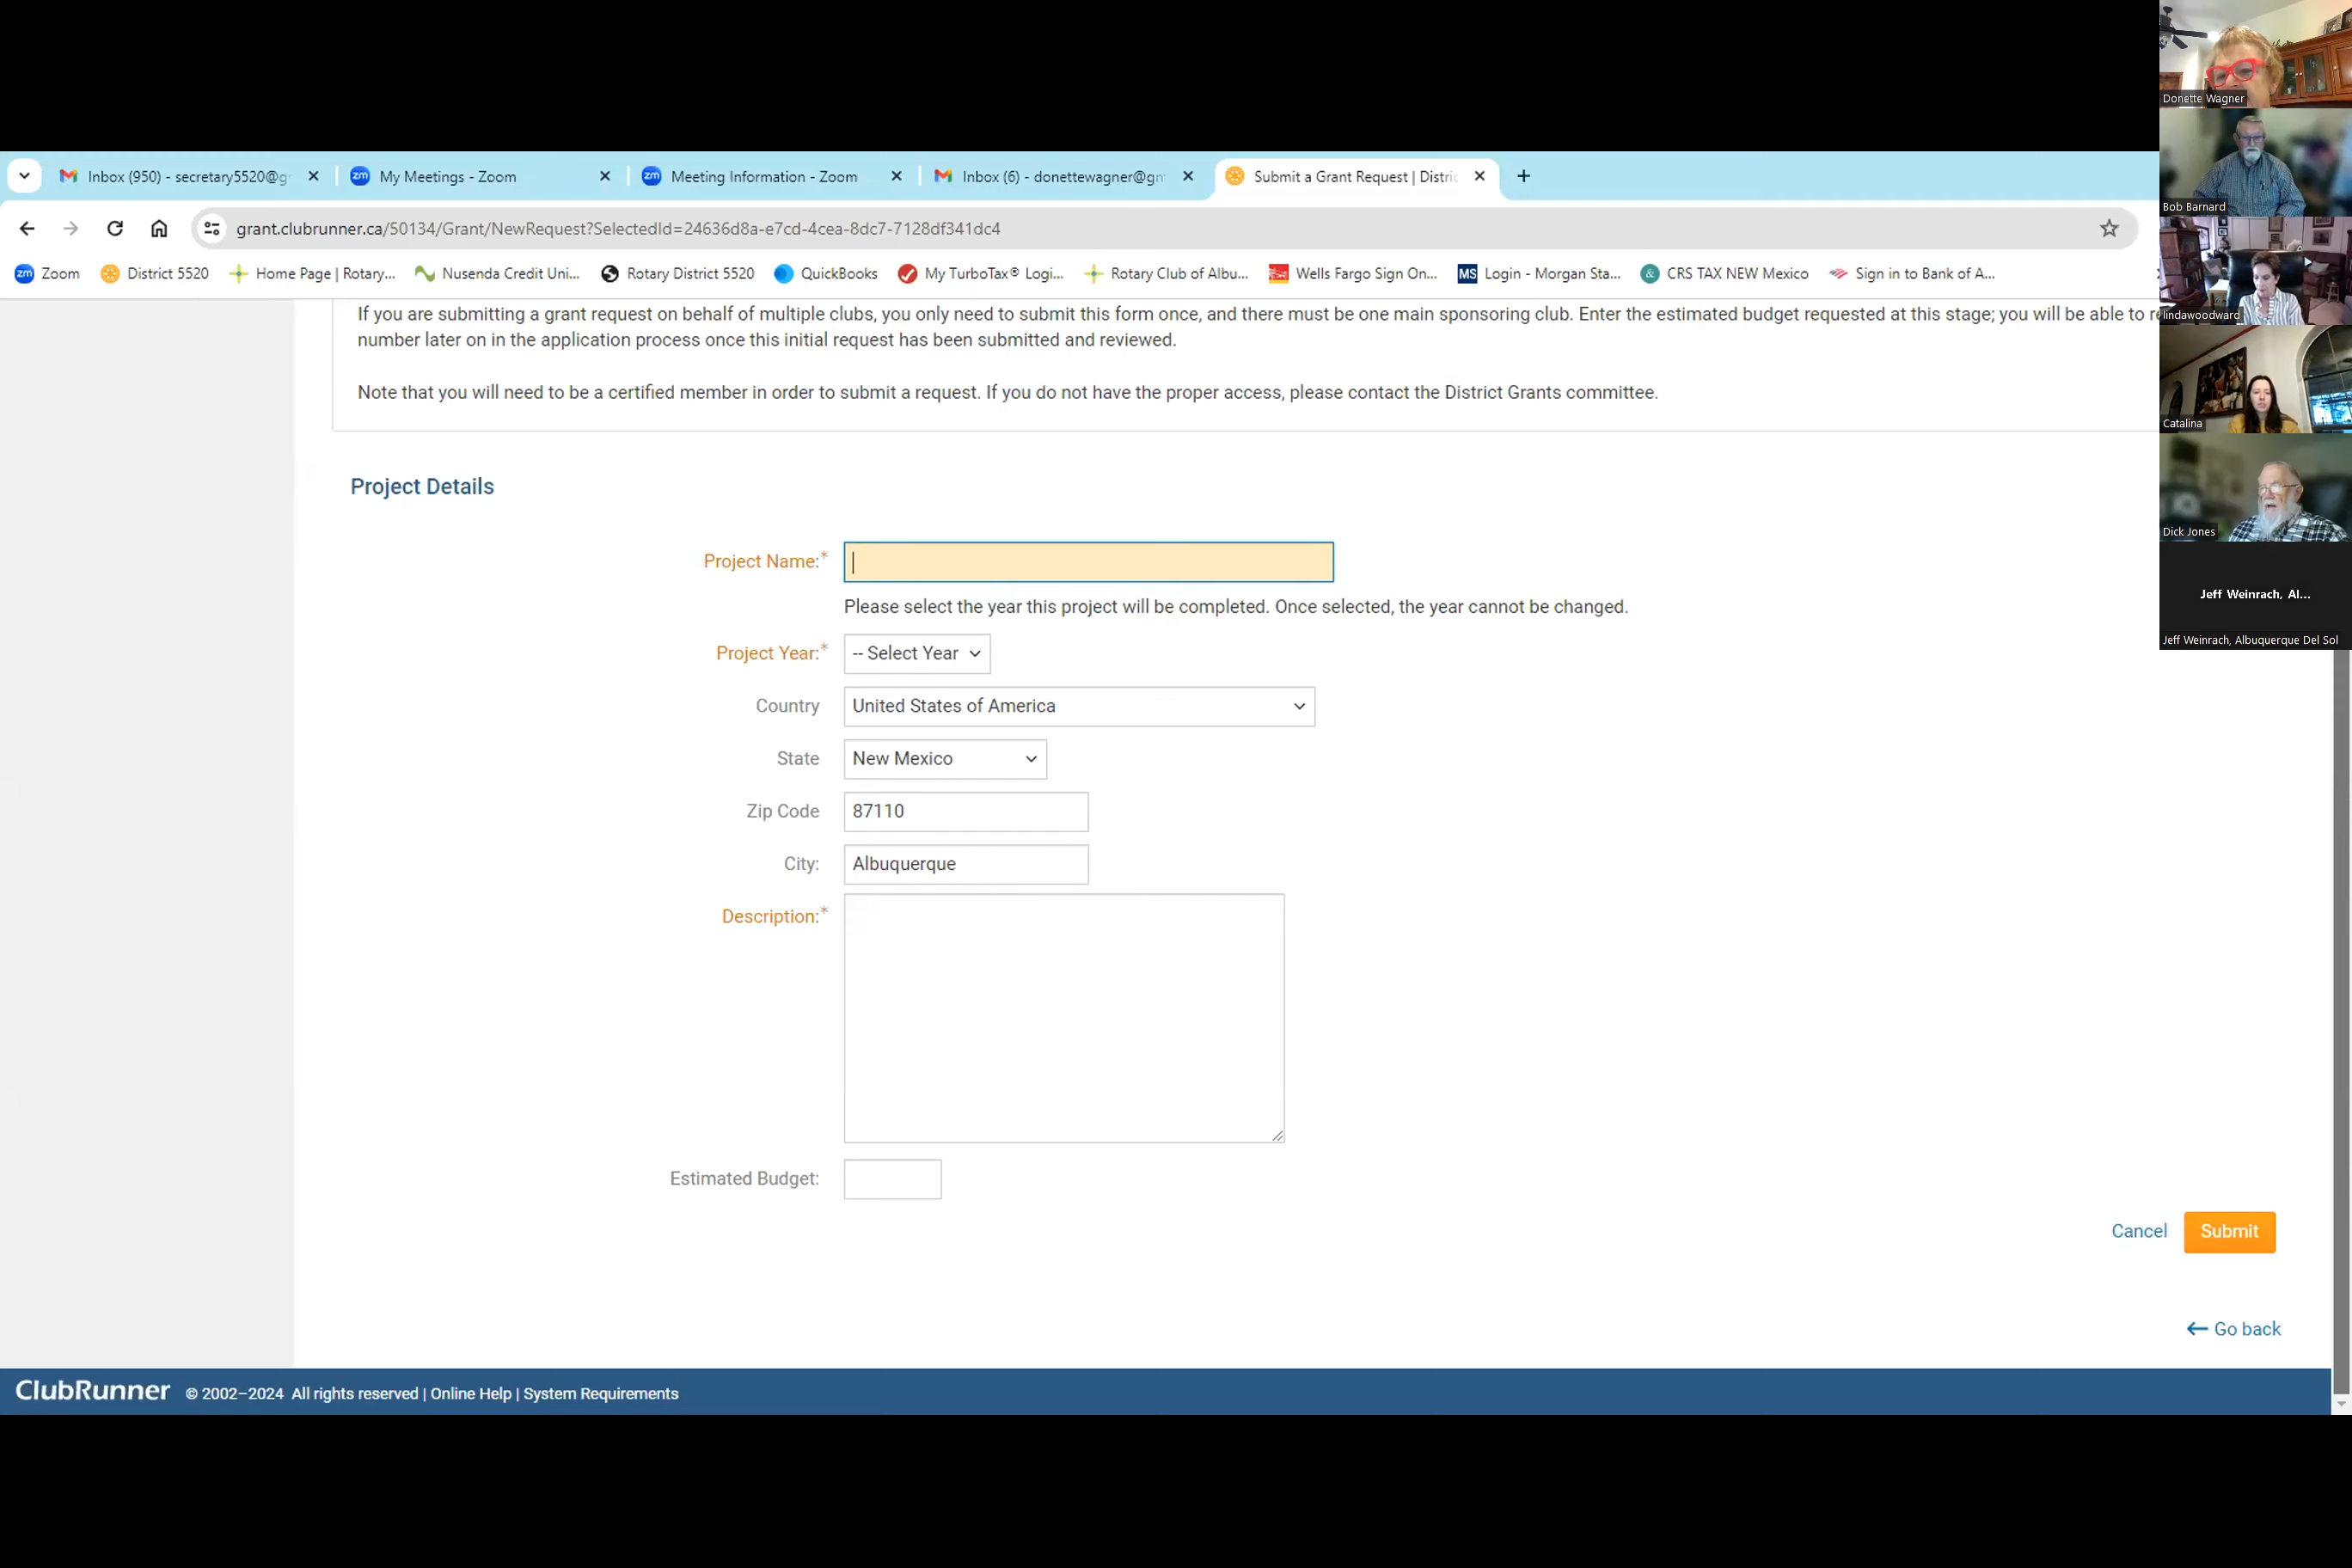 Inbox (950) - secretary5520@g
My Meetings - Zoom
Meeting Information - Zoom
Inbox (6) - donettewagner@gm
Submit a Grant Request | Distric
grant.clubrunner.ca/50134/Grant/NewRequest?SelectedId=24636d8a-e7cd-4cea-8dc7-7128df341dc4
Zoom
District 5520
Home Page | Rotary...
Nusenda Credit Uni...
Rotary District 5520
QuickBooks
My TurboTax® Logi...
Rotary Club of Albu...
Wells Fargo Sign On...
MS Login - Morgan Sta...
CRS TAX NEW Mexico
Sign in to Bank of A...
If you are submitting a grant request on behalf of multiple clubs, you only need to submit this form once, and there must be one main sponsoring club. Enter the estimated budget requested at this stage; you will be able to r
number later on in the application process once this initial request has been submitted and reviewed.
Note that you will need to be a certified member in order to submit a request. If you do not have the proper access, please contact the District Grants committee.
Project Details
Project Name:*
Please select the year this project will be completed. Once selected, the year cannot be changed.
Project Year:* -- Select Year
Country United States of America
State New Mexico
Zip Code 87110
City: Albuquerque
Description:*
Estimated Budget:
Cancel Submit
Go back
ClubRunner © 2002–2024 All rights reserved | Online Help | System Requirements
Donette Wagner
Bob Barnard
lindawoodward
Catalina
Dick Jones
Jeff Weinrach, Al...
Jeff Weinrach, Albuquerque Del Sol